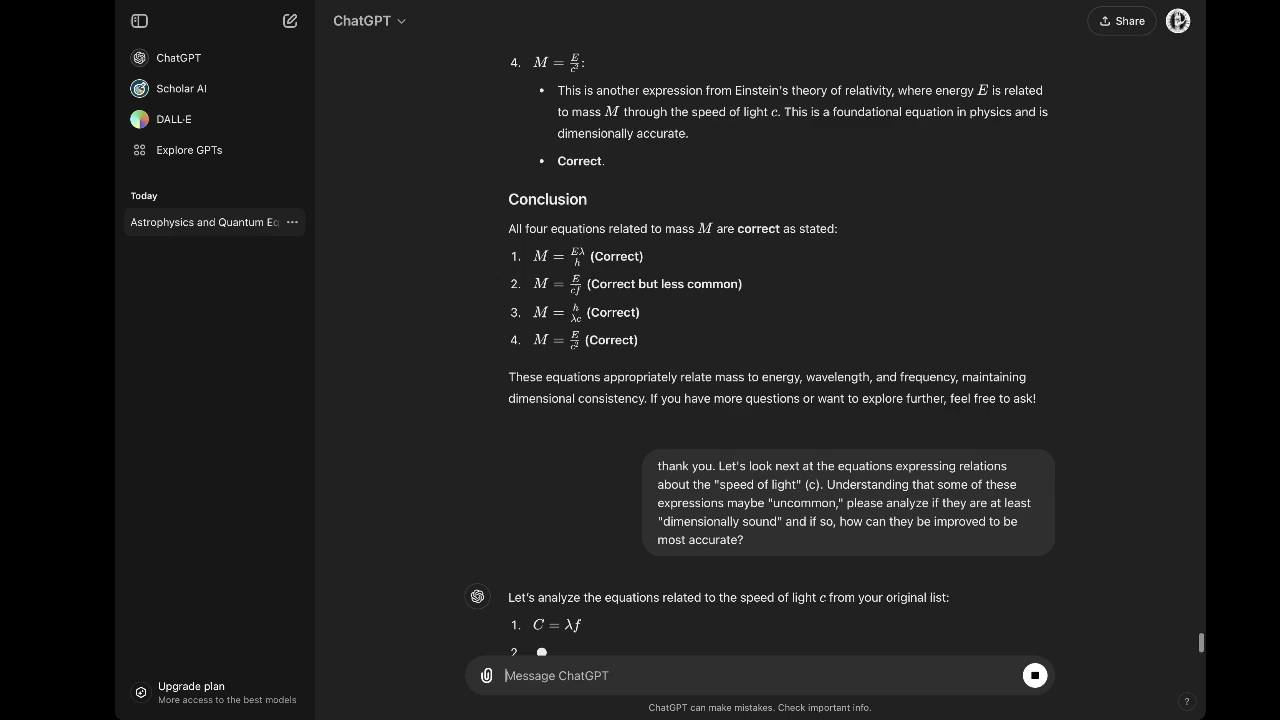 ChatGPT
Share
ChatGPT
Scholar AI
DALL·E
Explore GPTs
Today
Astrophysics and Quantum Eq
4. M = E/c²:
• This is another expression from Einstein's theory of relativity, where energy E is related
to mass M through the speed of light c. This is a foundational equation in physics and is
dimensionally accurate.
• Correct.
Conclusion
All four equations related to mass M are correct as stated:
1. M = Eλ/h (Correct)
2. M = E/cf (Correct but less common)
3. M = h/λc (Correct)
4. M = E/c² (Correct)
These equations appropriately relate mass to energy, wavelength, and frequency, maintaining
dimensional consistency. If you have more questions or want to explore further, feel free to ask!
thank you. Let's look next at the equations expressing relations
about the "speed of light" (c). Understanding that some of these
expressions maybe "uncommon," please analyze if they are at least
"dimensionally sound" and if so, how can they be improved to be
most accurate?
Let's analyze the equations related to the speed of light c from your original list:
1. C = λf
2.
Message ChatGPT
Upgrade plan
More access to the best models
ChatGPT can make mistakes. Check important info.
?